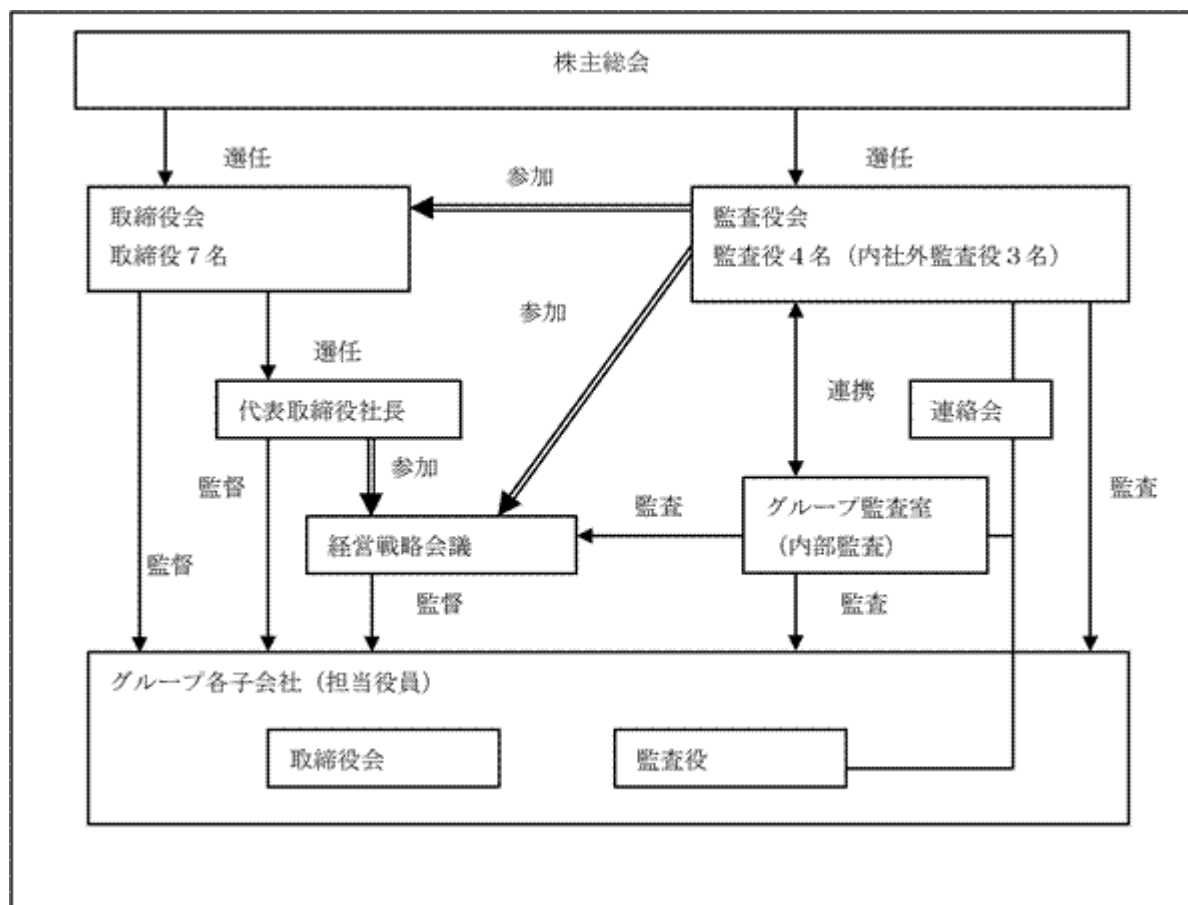 株主総会
選任
選任
参加
取締役会
取締役７名
監査役会
監査役４名（内社外監査役３名）
参加
選任
代表取締役社長
連携
連絡会
参加
監督
監査
グループ監査室
（内部監査）
監査
経営戦略会議
監督
監督
監査
グループ各子会社（担当役員）
取締役会
監査役